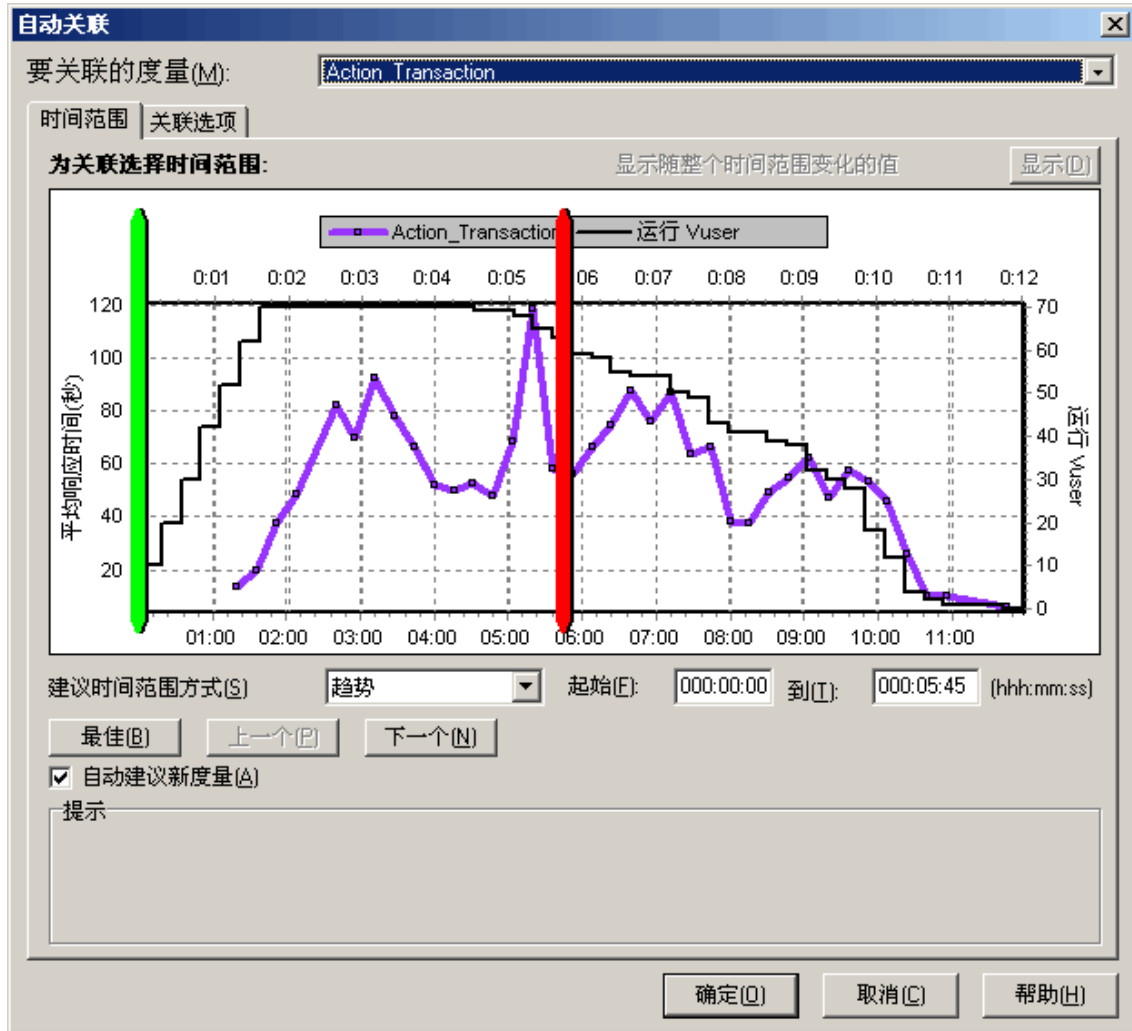 自动关联
要关联的度量(M): Action_Transaction
时间范围 关联选项
为关联选择时间范围: 显示随整个时间范围变化的值 显示(D)
Action_Transaction 运行 Vuser
0:01 0:02 0:03 0:04 0:05 06 0:07 0:08 0:09 0:10 0:11 0:12
120 70
100 60
50
80
40
60
30
40
20
20
10
0
平均响应时间(秒)
运行 Vuser
01:00 02:00 03:00 04:00 05:00 06:00 07:00 08:00 09:00 10:00 11:00
建议时间范围方式(S) 趋势 起始(F): 000:00:00 到(T): 000:05:45 (hhh:mm:ss)
最佳(B) 上一个(P) 下一个(N)
自动建议新度量(A)
提示
确定(O) 取消(C) 帮助(H)